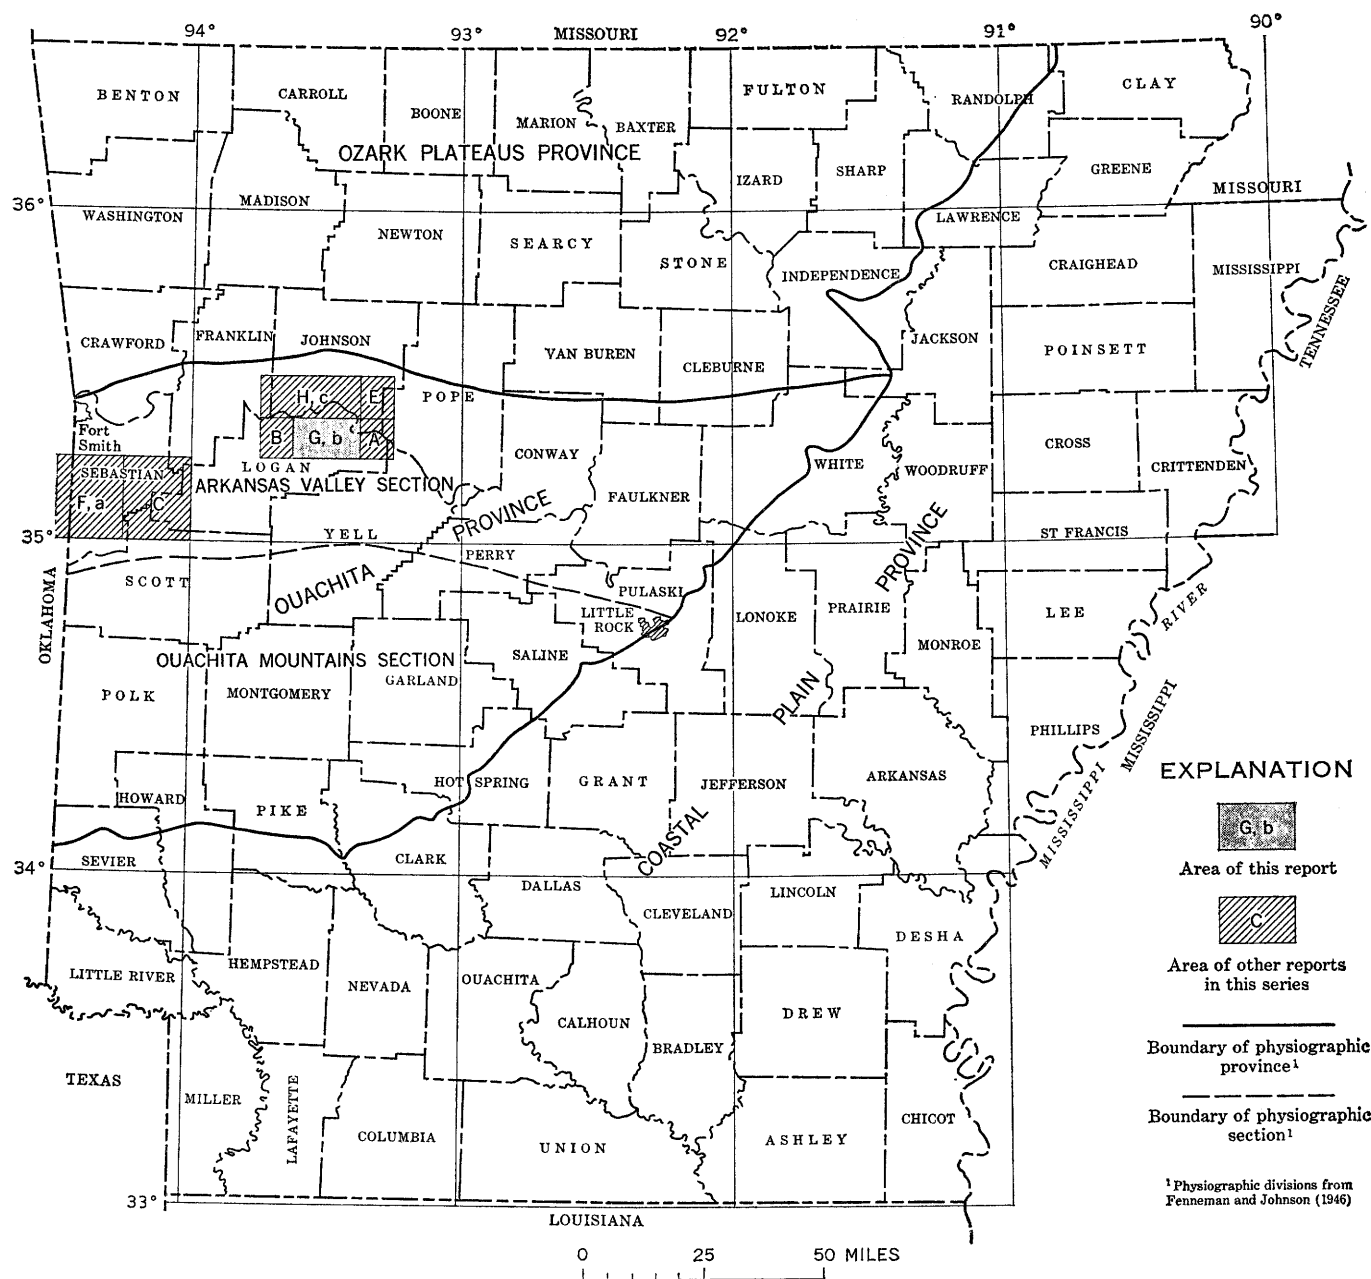 94°
93°
MISSOURI
92°
91°
90°
BENTON
CARROLL
BOONE
MARION
BAXTER
FULTON
RANDOLPH
CLAY
OZARK PLATEAUS PROVINCE
IZARD
SHARP
GREENE
MISSOURI
36°
WASHINGTON
MADISON
NEWTON
SEARCY
STONE
LAWRENCE
INDEPENDENCE
CRAIGHEAD
MISSISSIPPI
TENNESSEE
CRAWFORD
FRANKLIN
JOHNSON
VAN BUREN
CLEBURNE
JACKSON
POINSETT
H, c
E
POPE
Fort
Smith
B
G, b
A
LOGAN
CONWAY
WHITE
WOODRUFF
CROSS
CRITTENDEN
SEBASTIAN
ARKANSAS VALLEY SECTION
FAULKNER
F, a
C
PROVINCE
PROVINCE
35°
YELL
PERRY
ST FRANCIS
OKLAHOMA
SCOTT
OUACHITA
PULASKI
LITTLE
ROCK
LONOKE
PRAIRIE
LEE
RIVER
MONROE
OUACHITA MOUNTAINS SECTION
SALINE
GARLAND
POLK
MONTGOMERY
PLAIN
PHILLIPS
MISSISSIPPI
MISSISSIPPI
HOT SPRING
GRANT
JEFFERSON
ARKANSAS
EXPLANATION
HOWARD
PIKE
G, b
Area of this report
COASTAL
34°
SEVIER
CLARK
DALLAS
LINCOLN
CLEVELAND
DESHA
C
Area of other reports
in this series
LITTLE RIVER
HEMPSTEAD
NEVADA
OUACHITA
CALHOUN
DREW
BRADLEY
Boundary of physiographic
province¹
TEXAS
MILLER
LAFAYETTE
COLUMBIA
UNION
ASHLEY
CHICOT
Boundary of physiographic
section¹
33°
¹Physiographic divisions from
Fenneman and Johnson (1946)
LOUISIANA
0 25 50 MILES